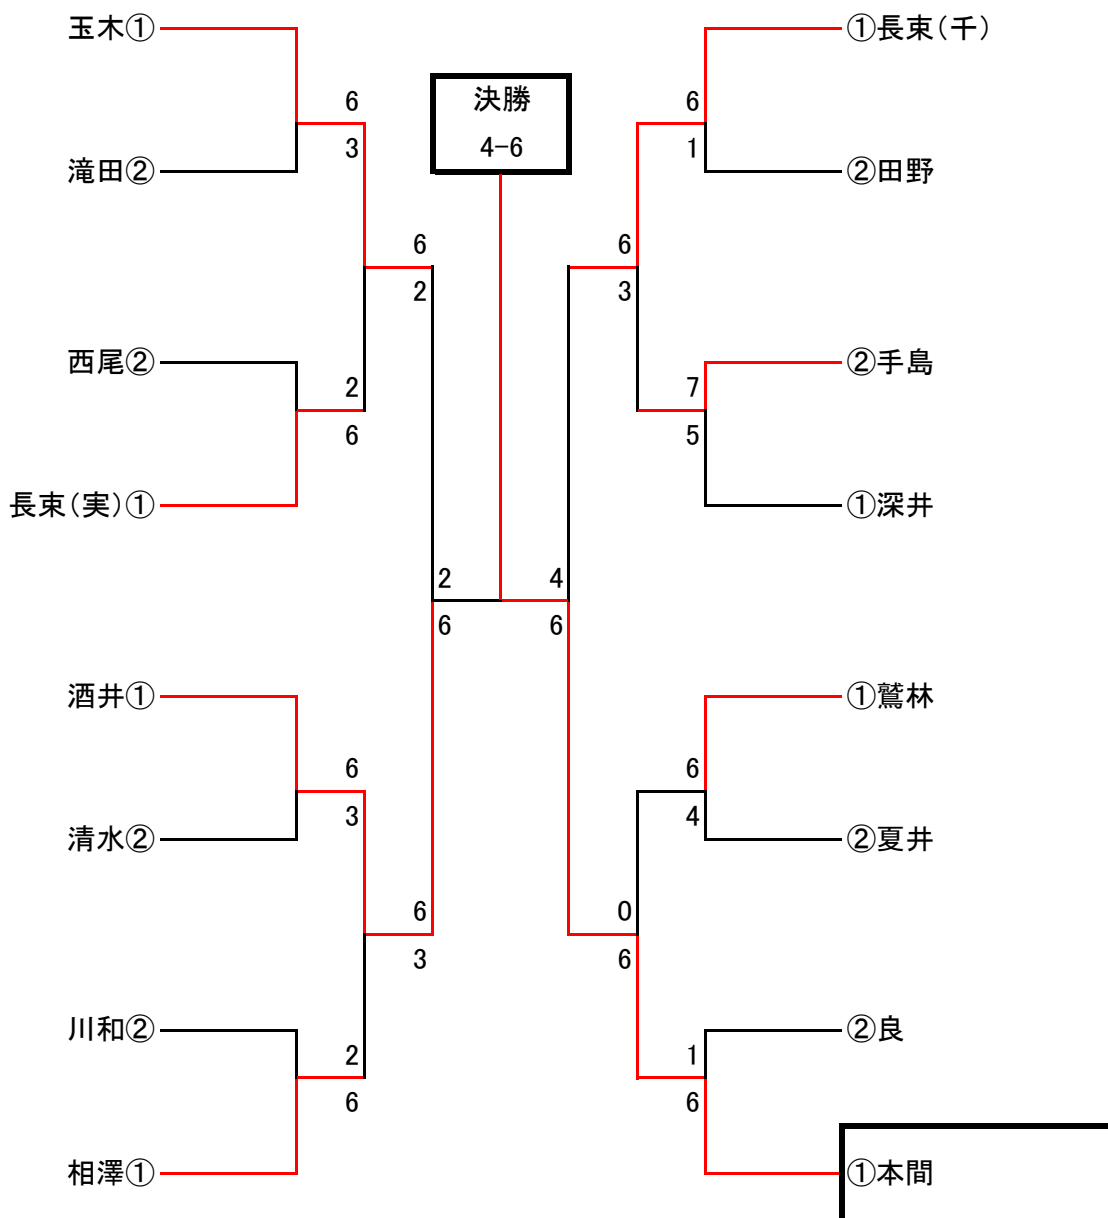 玉木①
①長束(千)
決勝
4-6
6
3
6
1
滝田②
②田野
6
2
6
3
西尾②
②手島
2
6
7
5
長束(実)①
①深井
2
6
4
6
酒井①
①鷲林
6
3
6
4
清水②
②夏井
6
3
0
6
川和②
②良
2
6
1
6
相澤①
①本間